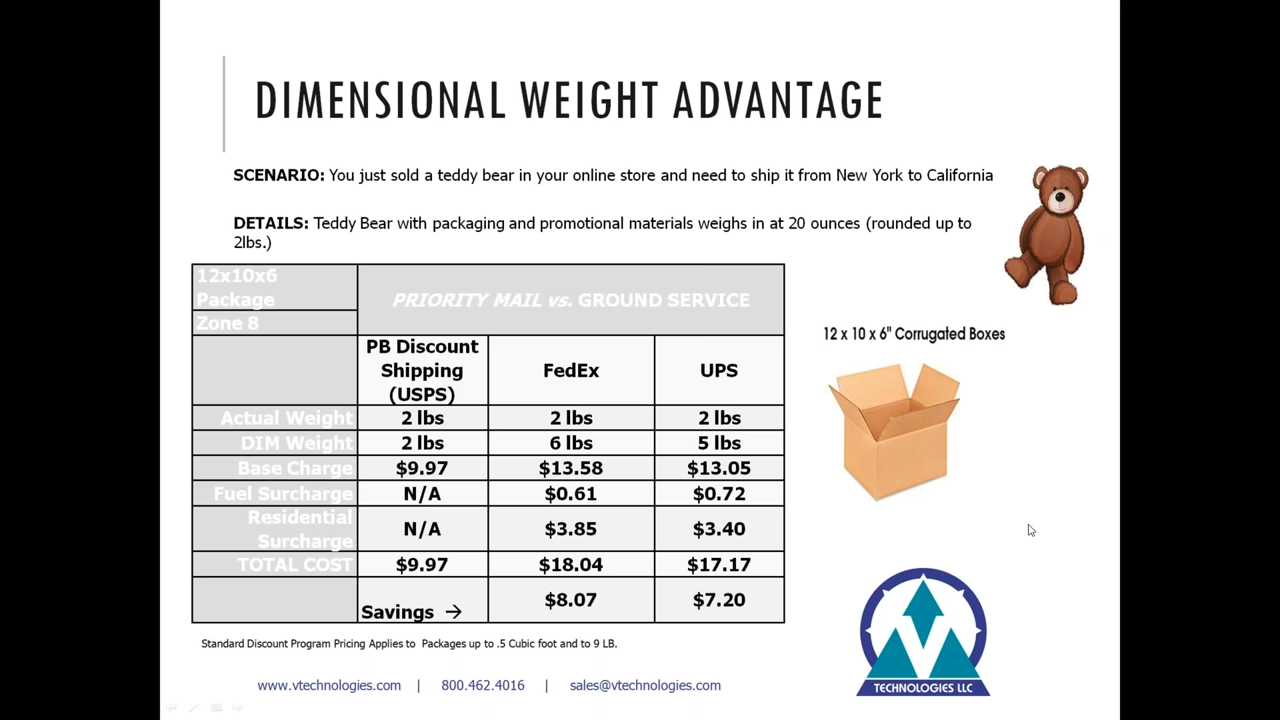 DIMENSIONAL WEIGHT ADVANTAGE
SCENARIO: You just sold a teddy bear in your online store and need to ship it from New York to California
DETAILS: Teddy Bear with packaging and promotional materials weighs in at 20 ounces (rounded up to
2lbs.)
12x10x6
Package
Zone 8
PRIORITY MAIL vs. GROUND SERVICE
PB Discount
Shipping
(USPS)
FedEx
UPS
Actual Weight 2 lbs 2 lbs 2 lbs
DIM Weight 2 lbs 6 lbs 5 lbs
Base Charge $9.97 $13.58 $13.05
Fuel Surcharge N/A $0.61 $0.72
Residential
Surcharge N/A $3.85 $3.40
TOTAL COST $9.97 $18.04 $17.17
Savings → $8.07 $7.20
12 x 10 x 6" Corrugated Boxes
Standard Discount Program Pricing Applies to Packages up to .5 Cubic foot and to 9 LB.
www.vtechnologies.com | 800.462.4016 | sales@vtechnologies.com
TECHNOLOGIES LLC